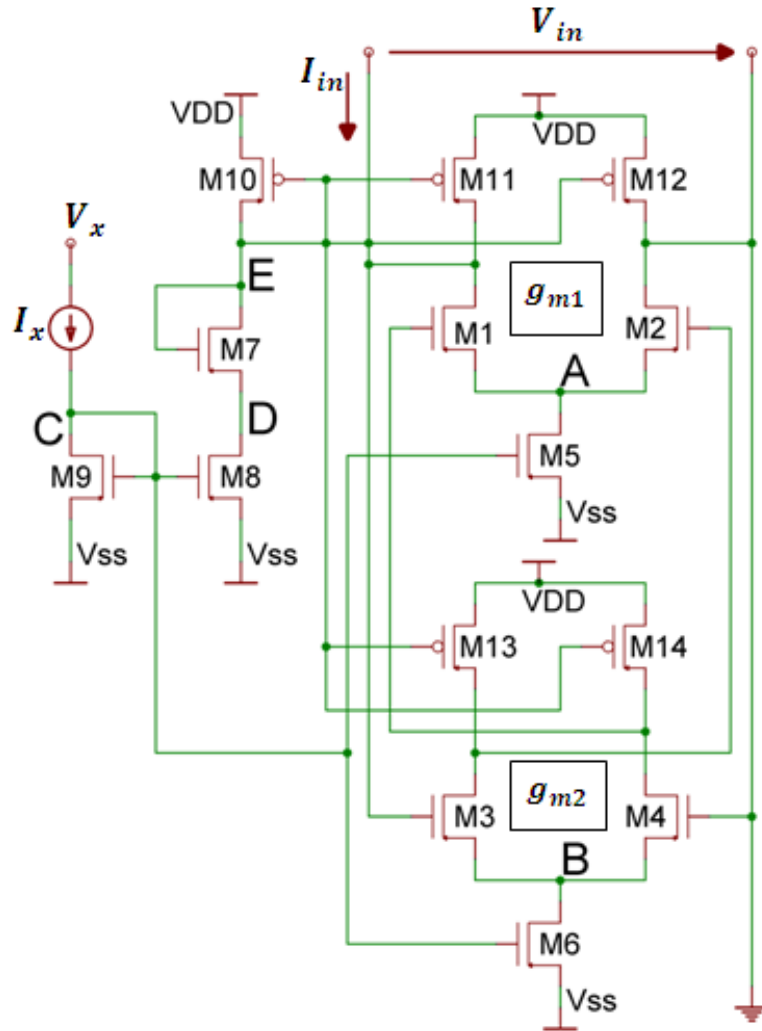 V_in
I_in
VDD
VDD
M10
M11
M12
V_x
E
g_m1
I_x
M7
M1
M2
A
C
D
M9
M8
M5
Vss
Vss
Vss
VDD
M13
M14
g_m2
M3
M4
B
M6
Vss